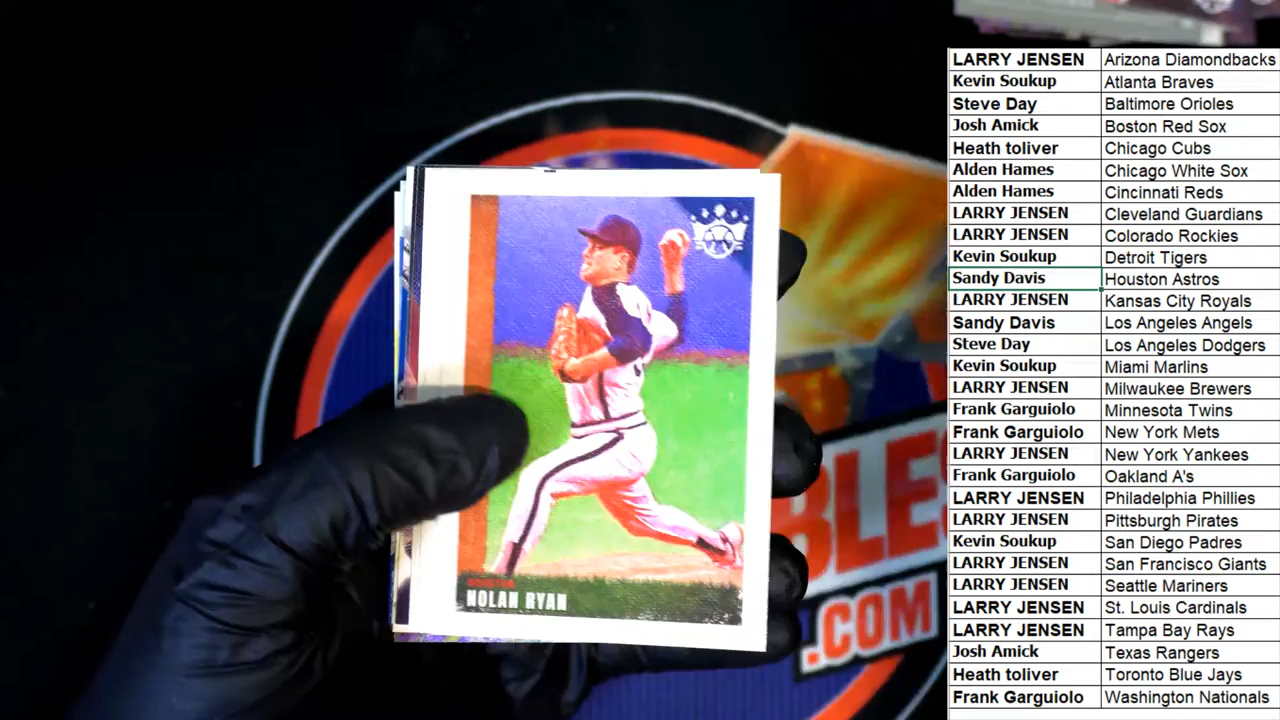 HOUSTON
NOLAN RYAN
BLES
.COM
LARRY JENSEN Arizona Diamondbacks
Kevin Soukup Atlanta Braves
Steve Day Baltimore Orioles
Josh Amick Boston Red Sox
Heath toliver Chicago Cubs
Alden Hames Chicago White Sox
Alden Hames Cincinnati Reds
LARRY JENSEN Cleveland Guardians
LARRY JENSEN Colorado Rockies
Kevin Soukup Detroit Tigers
Sandy Davis Houston Astros
LARRY JENSEN Kansas City Royals
Sandy Davis Los Angeles Angels
Steve Day Los Angeles Dodgers
Kevin Soukup Miami Marlins
LARRY JENSEN Milwaukee Brewers
Frank Garguiolo Minnesota Twins
Frank Garguiolo New York Mets
LARRY JENSEN New York Yankees
Frank Garguiolo Oakland A's
LARRY JENSEN Philadelphia Phillies
LARRY JENSEN Pittsburgh Pirates
Kevin Soukup San Diego Padres
LARRY JENSEN San Francisco Giants
LARRY JENSEN Seattle Mariners
LARRY JENSEN St. Louis Cardinals
LARRY JENSEN Tampa Bay Rays
Josh Amick Texas Rangers
Heath toliver Toronto Blue Jays
Frank Garguiolo Washington Nationals